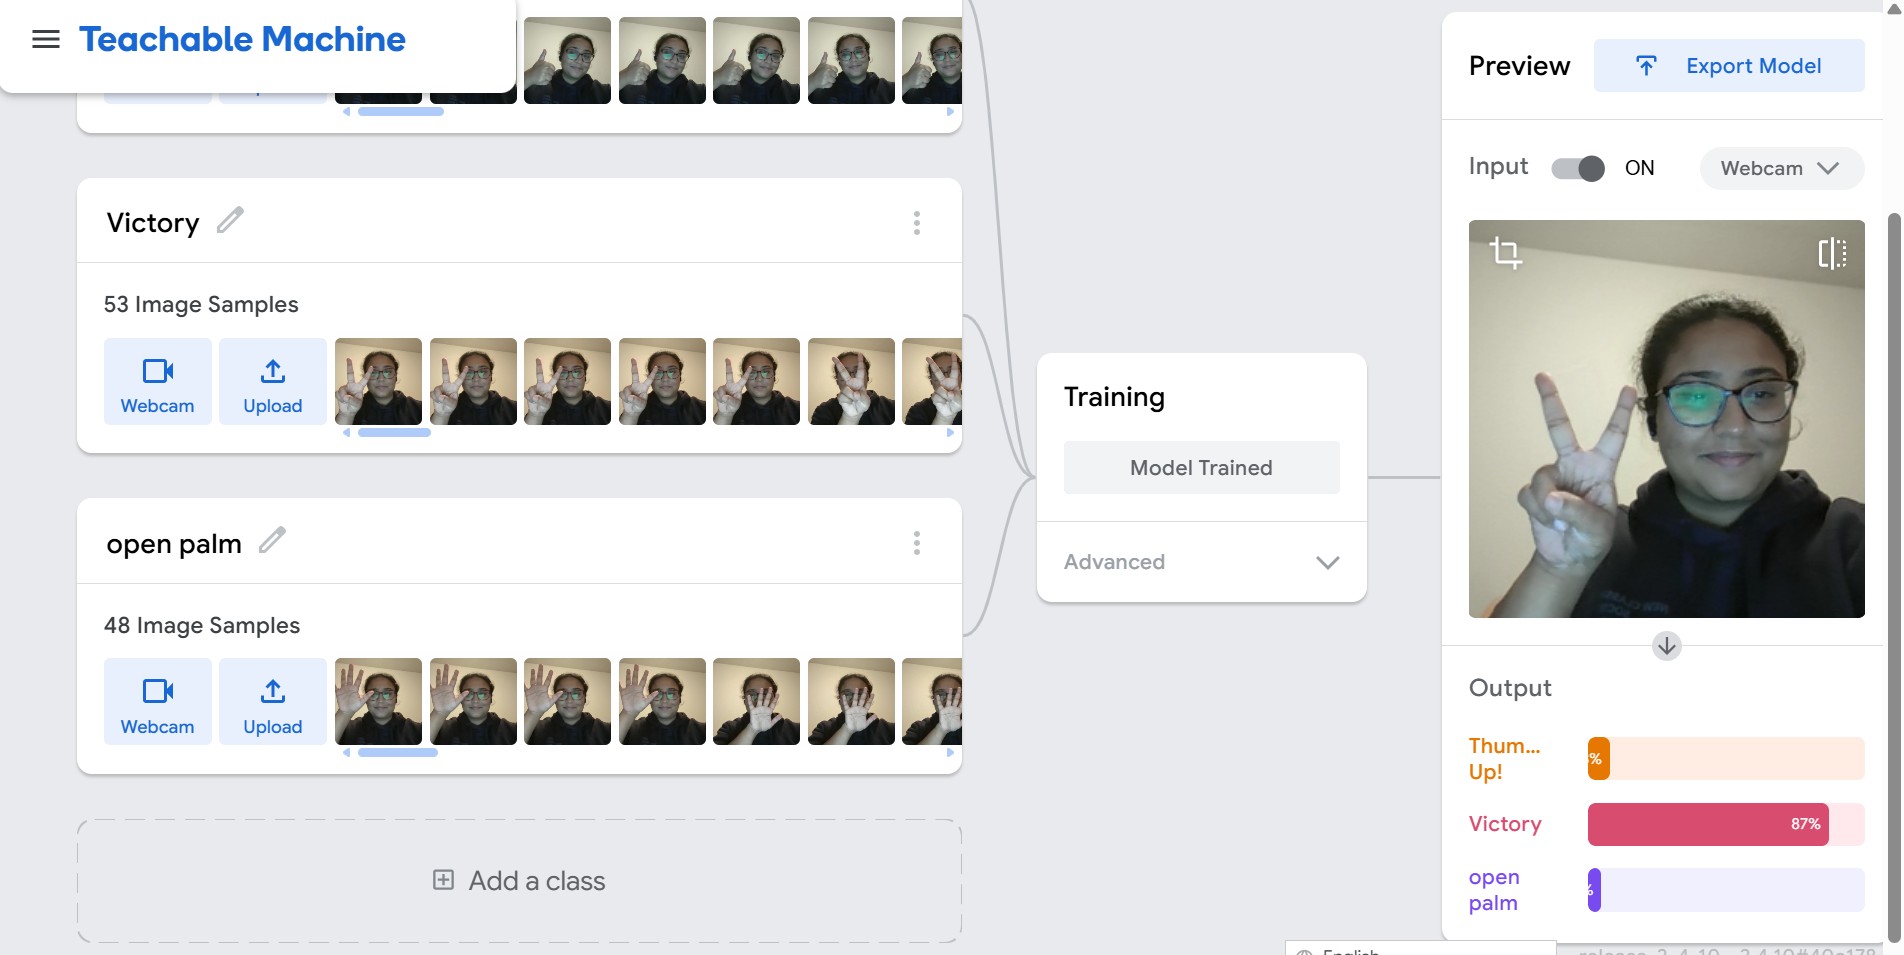 Teachable Machine
Victory
53 Image Samples
Webcam
Upload
open palm
48 Image Samples
Webcam
Upload
Add a class
Training
Model Trained
Advanced
Preview
Export Model
Input
ON
Webcam
Output
Thum...
Up!
%
Victory
87%
open
palm
English